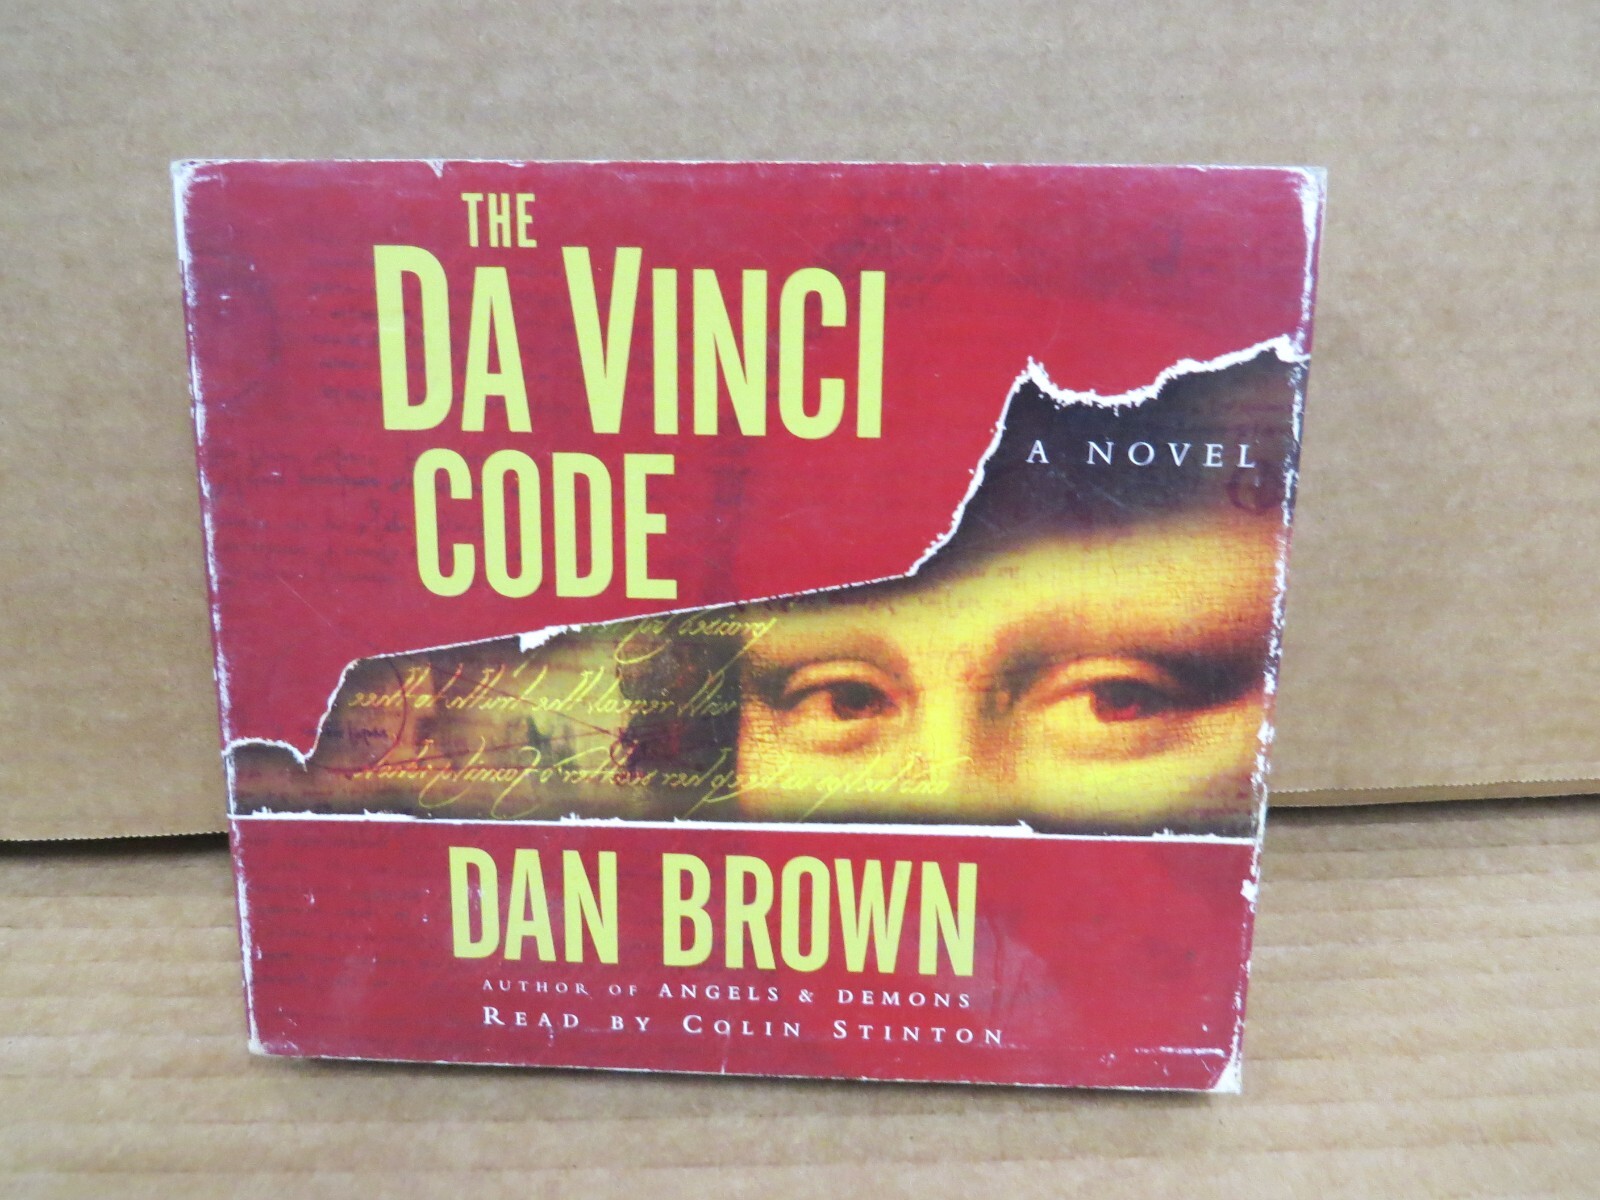 THE
DA VINCI
CODE
A NOVEL
DAN BROWN
AUTHOR OF ANGELS & DEMONS
READ BY COLIN STINTON